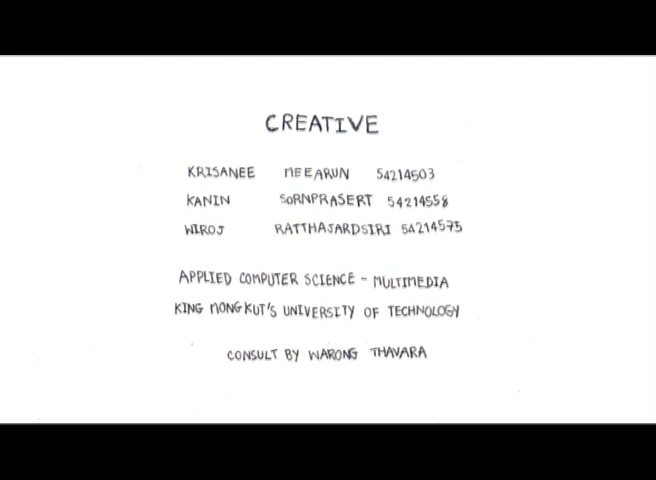 CREATIVE
KRISANEE MEEARUN 54214503
KANIN SORNPRASERT 54214558
WIROJ RATTHAJARDSIRI 54214575
APPLIED COMPUTER SCIENCE - MULTIMEDIA
KING MONGKUT'S UNIVERSITY OF TECHNOLOGY
CONSULT BY WARONG THAVARA